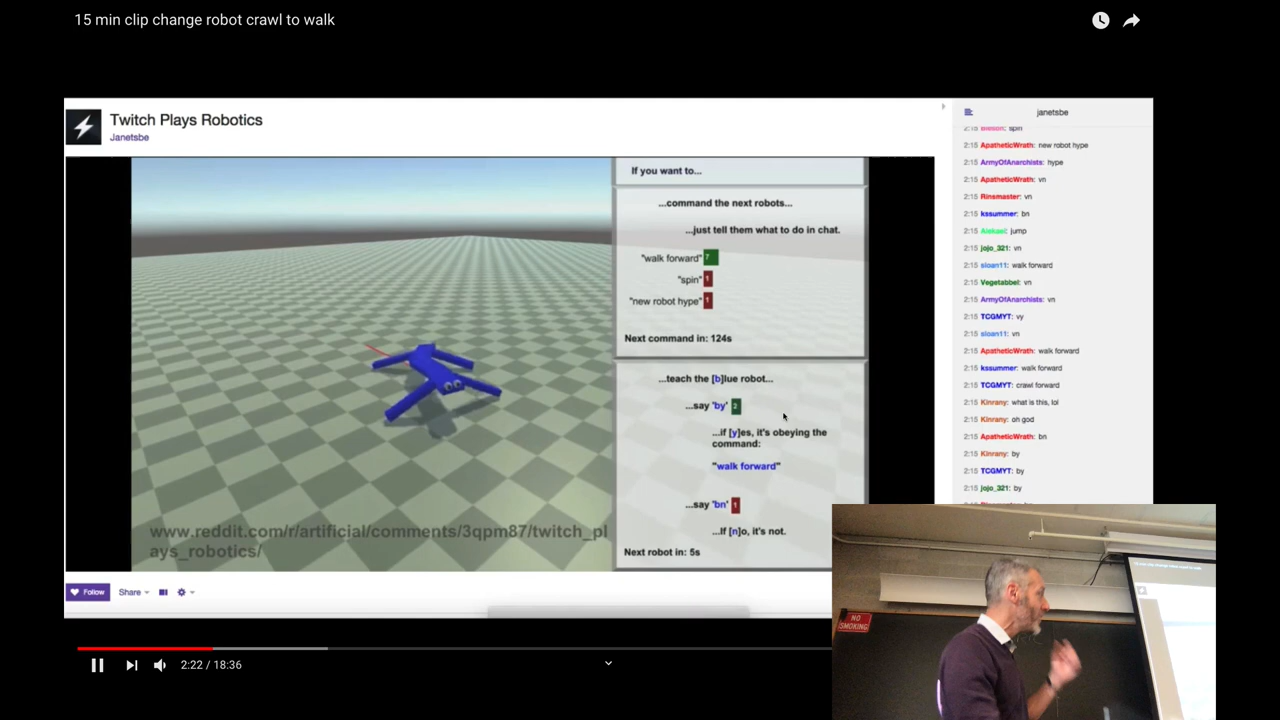 15 min clip change robot crawl to walk
Twitch Plays Robotics
Janetsbe
If you want to...
...command the next robots...
...just tell them what to do in chat.
"walk forward" 7
"spin" 1
"new robot hype" 1
Next command in: 124s
...teach the [b]lue robot...
...say 'by' 2
...if [y]es, it's obeying the
command:
"walk forward"
...say 'bn' 1
...If [n]o, it's not.
Next robot in: 5s
www.reddit.com/r/artificial/comments/3qpm87/twitch_pl
ays_robotics/
Follow
Share
janetsbe
2:15 spin
2:15 ApatheticWrath: new robot hype
2:15 ArmyOfAnarchists: hype
2:15 ApatheticWrath: vn
2:15 Rinsmaster: vn
2:15 kssummer: bn
2:15 jump
2:15 jojo_321: vn
2:15 sloan11: walk forward
2:15 Vegetabbel: vn
2:15 ArmyOfAnarchists: vn
2:15 TCGMYT: vy
2:15 sloan11: vn
2:15 ApatheticWrath: walk forward
2:15 kssummer: walk forward
2:15 TCGMYT: crawl forward
2:15 Kinrany: what is this, lol
2:15 Kinrany: oh god
2:15 ApatheticWrath: bn
2:15 Kinrany: by
2:15 TCGMYT: by
2:15 jojo_321: by
2:22 / 18:36
NO
SMOKING